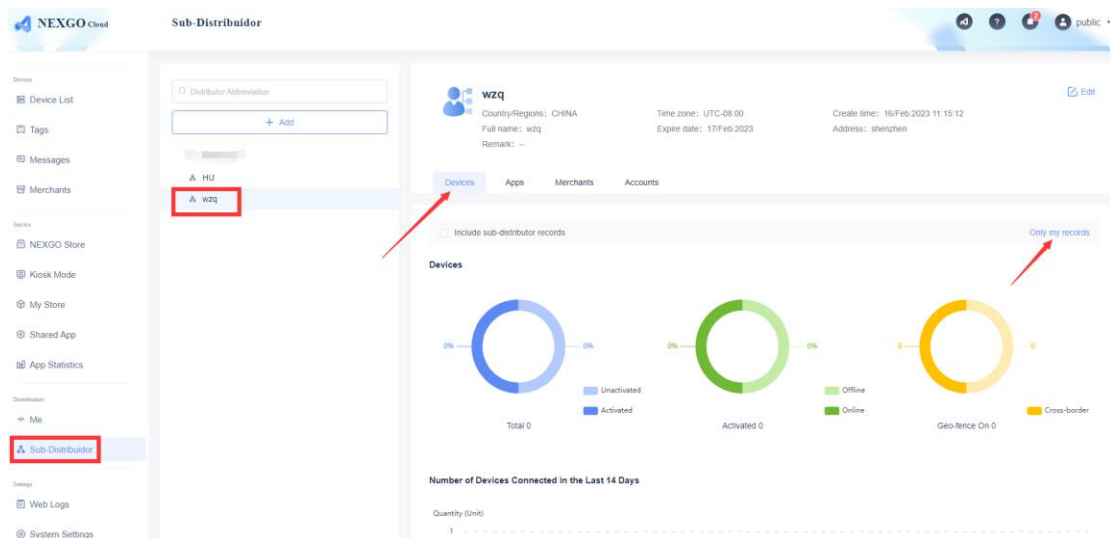 NEXGO Cloud
Sub-Distribuidor
2
public
Devices
Device List
Tags
Messages
Merchants
Service
NEXGO Store
Kiosk Mode
My Store
Shared App
App Statistics
Distribution
Me
Sub-Distribuidor
Settings
Web Logs
System Settings
Distributor Abbreviation
+ Add
HU
wzq
wzq
Edit
Country/Regions: CHINA
Time zone: UTC-08:00
Create time: 16/Feb.2023 11:15:12
Full name: wzq
Expire date: 17/Feb.2023
Address: shenzhen
Remark: --
Devices Apps Merchants Accounts
Include sub-distributor records
Only my records
Devices
0% 0%
Unactivated
Activated
Total 0
0% 0%
Offline
Online
Activated 0
0 0
Cross-border
Geo-fence On 0
Number of Devices Connected in the Last 14 Days
Quantity (Unit)
1